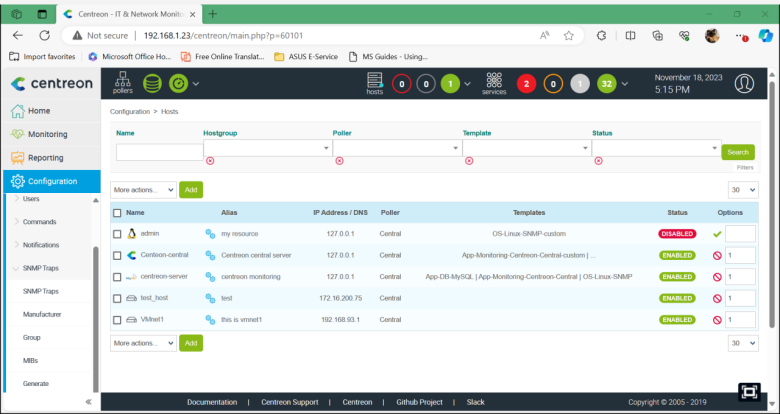 Centreon - IT & Network Monito
Not secure | 192.168.1.23/centreon/main.php?p=60101
Import favorites Microsoft Office Ho... Free Online Translat... ASUS E-Service MS Guides - Using...
centreon pollers hosts 0 0 1 services 2 0 1 32 November 18, 2023
5:15 PM
Home
Monitoring
Reporting
Configuration
Users
Commands
Notifications
SNMP Traps
SNMP Traps
Manufacturer
Group
MIBs
Generate
Configuration > Hosts
Name Hostgroup Poller Template Status
Search
Filters
More actions... Add 30
Name Alias IP Address / DNS Poller Templates Status Options
admin my resource 127.0.0.1 Central OS-Linux-SNMP-custom DISABLED
Centeon-central Centreon central server 127.0.0.1 Central App-Monitoring-Centreon-Central-custom | ... ENABLED 1
centreon-server centreon monitoring 127.0.0.1 Central App-DB-MySQL | App-Monitoring-Centreon-Central | OS-Linux-SNMP ENABLED 1
test_host test 172.16.200.75 Central ENABLED 1
VMnet1 this is vmnet1 192.168.93.1 Central ENABLED 1
More actions... Add 30
Documentation | Centreon Support | Centreon | Github Project | Slack Copyright © 2005 - 2019